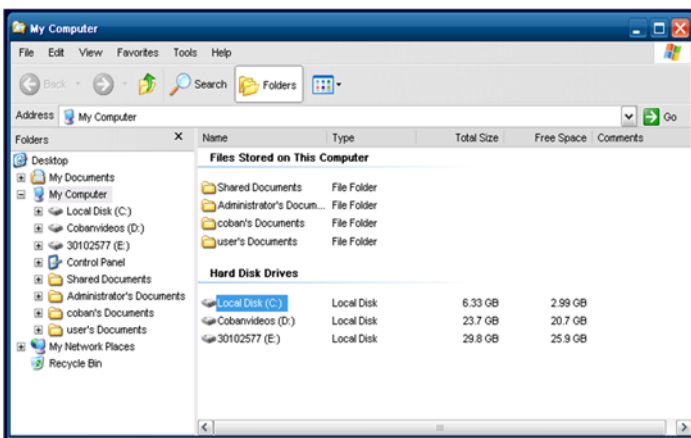 My Computer
File Edit View Favorites Tools Help
Back Search Folders
Address My Computer Go
Folders X
Desktop
My Documents
My Computer
Local Disk (C:)
Cobanvideos (D:)
30102577 (E:)
Control Panel
Shared Documents
Administrator's Documents
coban's Documents
user's Documents
My Network Places
Recycle Bin
Name Type Total Size Free Space Comments
Files Stored on This Computer
Shared Documents File Folder
Administrator's Docum... File Folder
coban's Documents File Folder
user's Documents File Folder
Hard Disk Drives
Local Disk (C:) Local Disk 6.33 GB 2.99 GB
Cobanvideos (D:) Local Disk 23.7 GB 20.7 GB
30102577 (E:) Local Disk 29.8 GB 25.9 GB